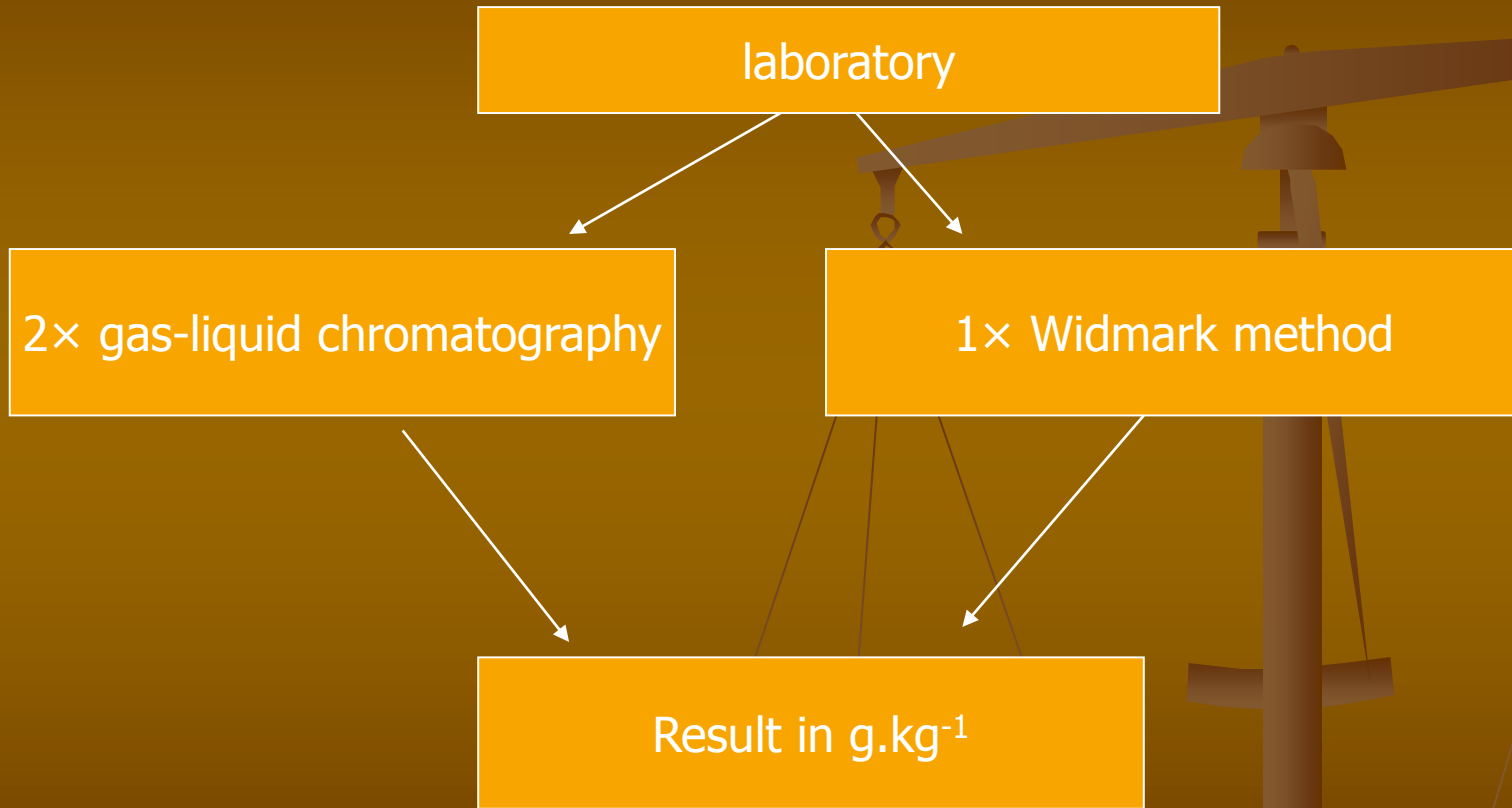 laboratory
2× gas-liquid chromatography
1× Widmark method
Result in g.kg⁻¹